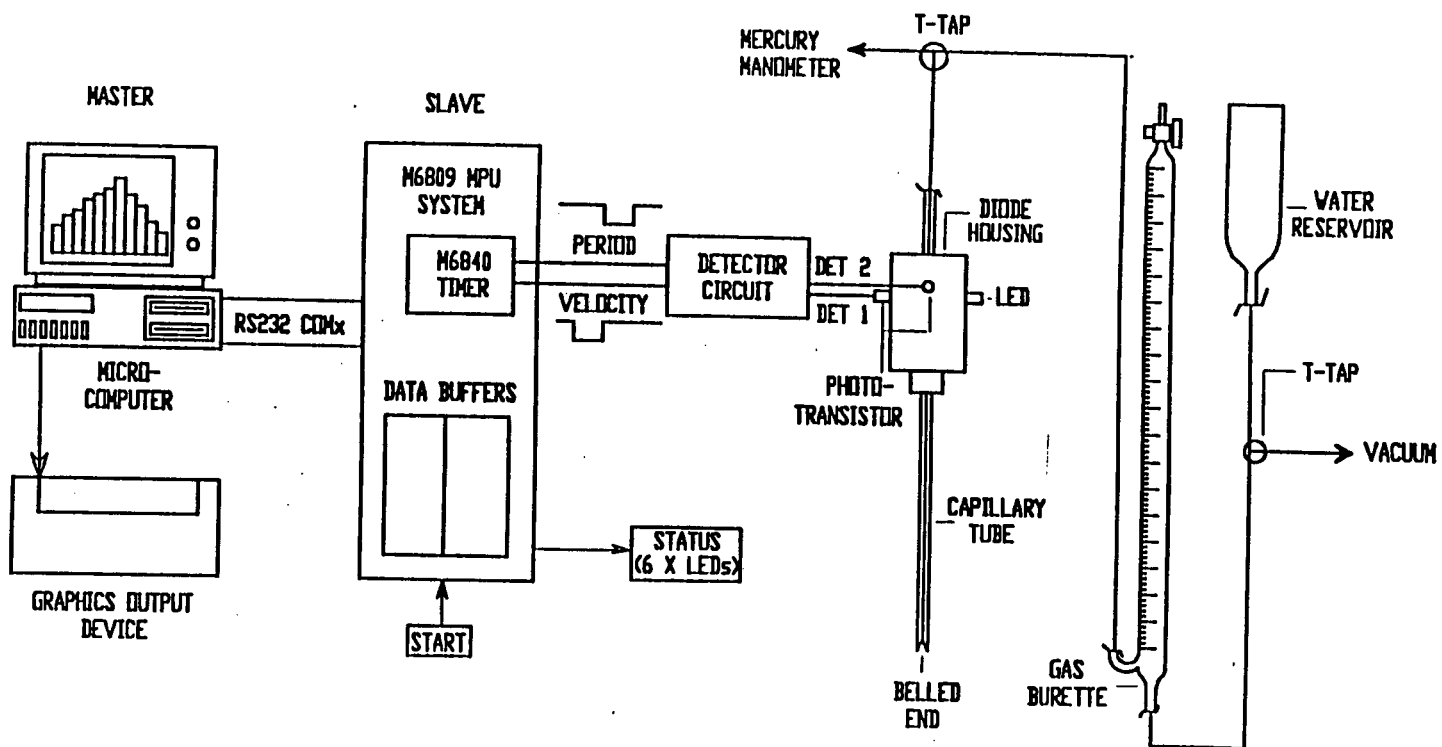 T-TAP
MERCURY
MANOMETER
MASTER
SLAVE
M6809 MPU
SYSTEM
M6840
TIMER
PERIOD
VELOCITY
DETECTOR
CIRCUIT
DET 2
DET 1
DIODE
HOUSING
LED
WATER
RESERVOIR
RS232 COMx
MICRO-
COMPUTER
DATA BUFFERS
PHOTO-
TRANSISTOR
T-TAP
VACUUM
CAPILLARY
TUBE
STATUS
(6 X LEDs)
GRAPHICS OUTPUT
DEVICE
START
BELLED
END
GAS
BURETTE